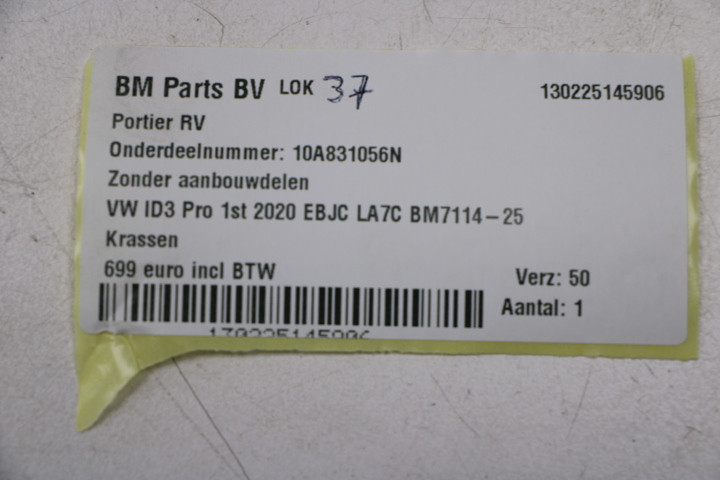 BM Parts BV LOK 37 130225145906
Portier RV
Onderdeelnummer: 10A831056N
Zonder aanbouwdelen
VW ID3 Pro 1st 2020 EBJC LA7C BM7114-25
Krassen
699 euro incl BTW Verz: 50
Aantal: 1
130225145906